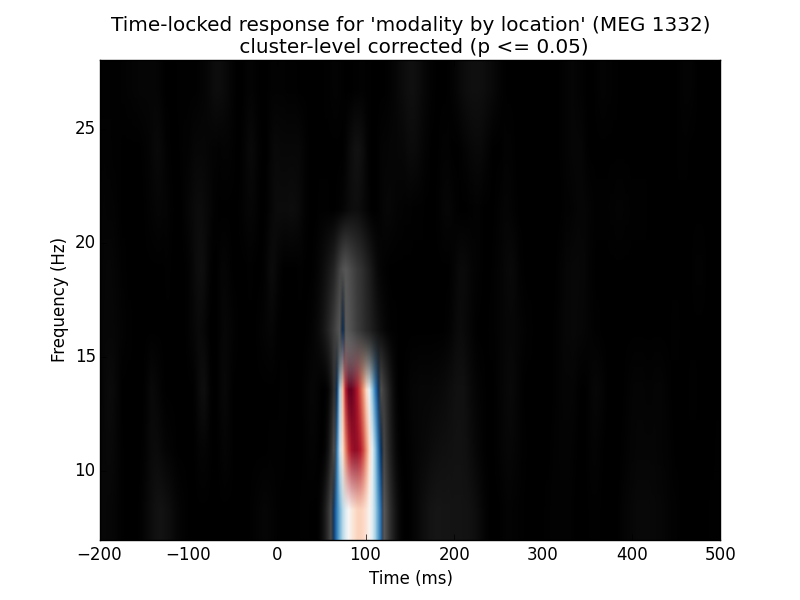 Time-locked response for 'modality by location' (MEG 1332)
cluster-level corrected (p <= 0.05)
25
20
15
10
Frequency (Hz)
−200 −100 0 100 200 300 400 500
Time (ms)